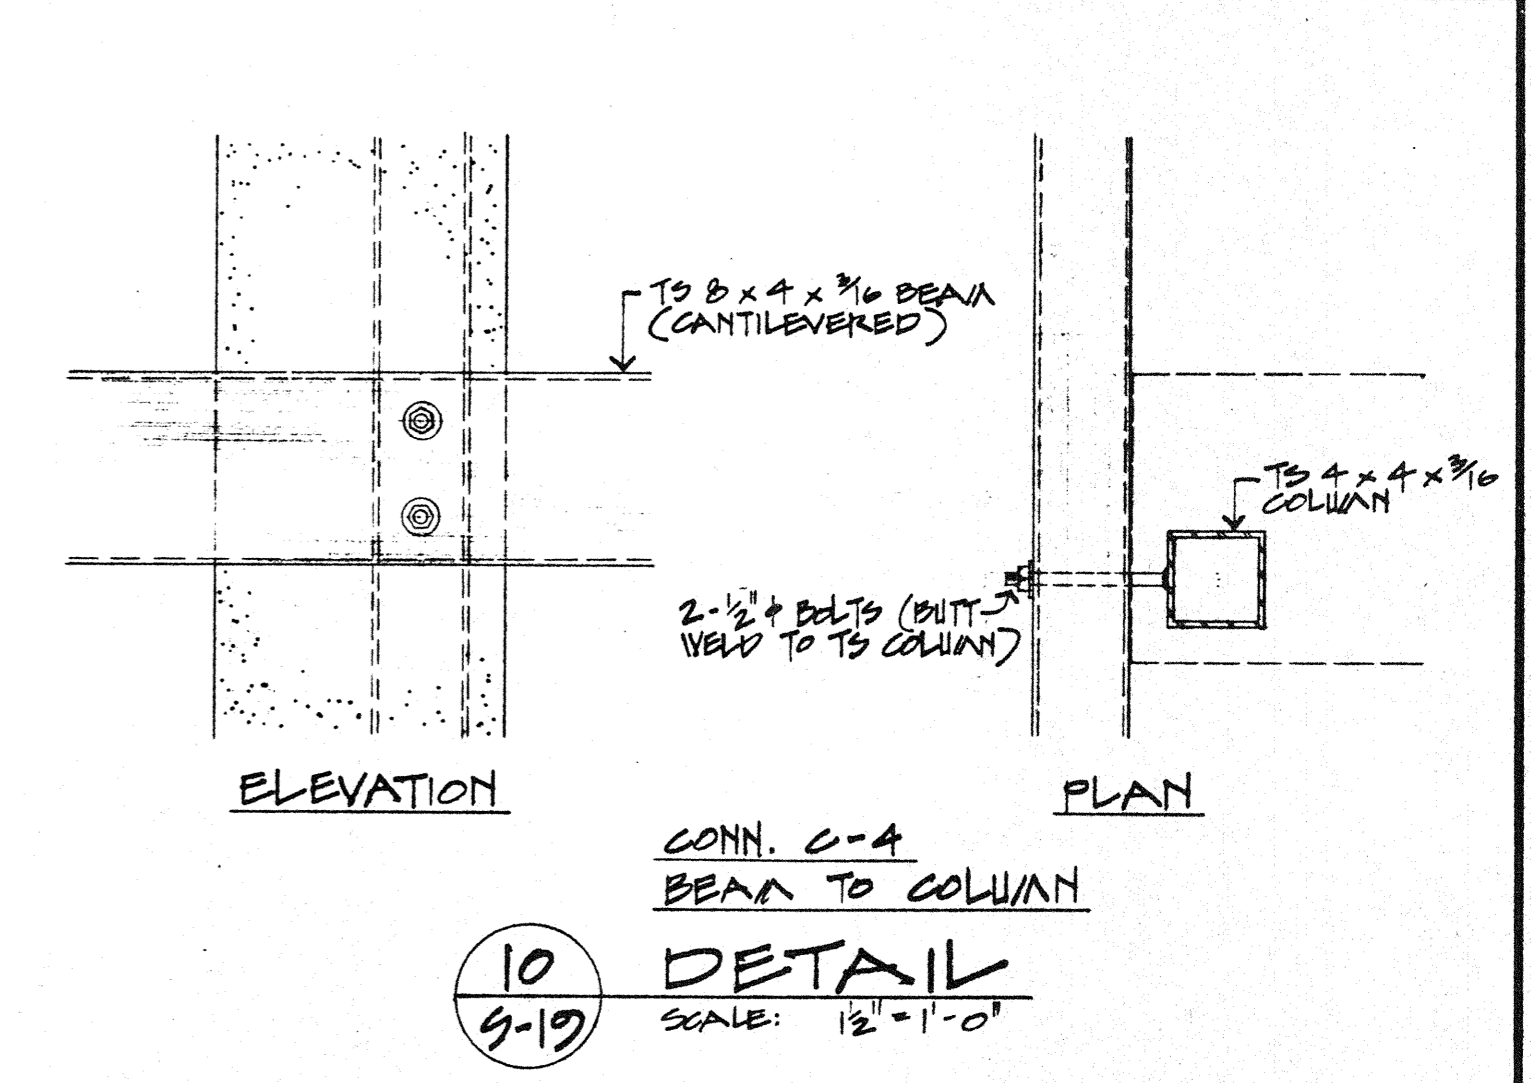 TS 8 x 4 x 3/16 BEAM
(CANTILEVERED)
TS 4 x 4 x 3/16
COLUMN
2-1/2" φ BOLTS (BUTT
WELD TO TS COLUMN)
ELEVATION
PLAN
CONN. C-4
BEAM TO COLUMN
10
S-19
DETAIL
SCALE: 1 1/2" = 1'-0"